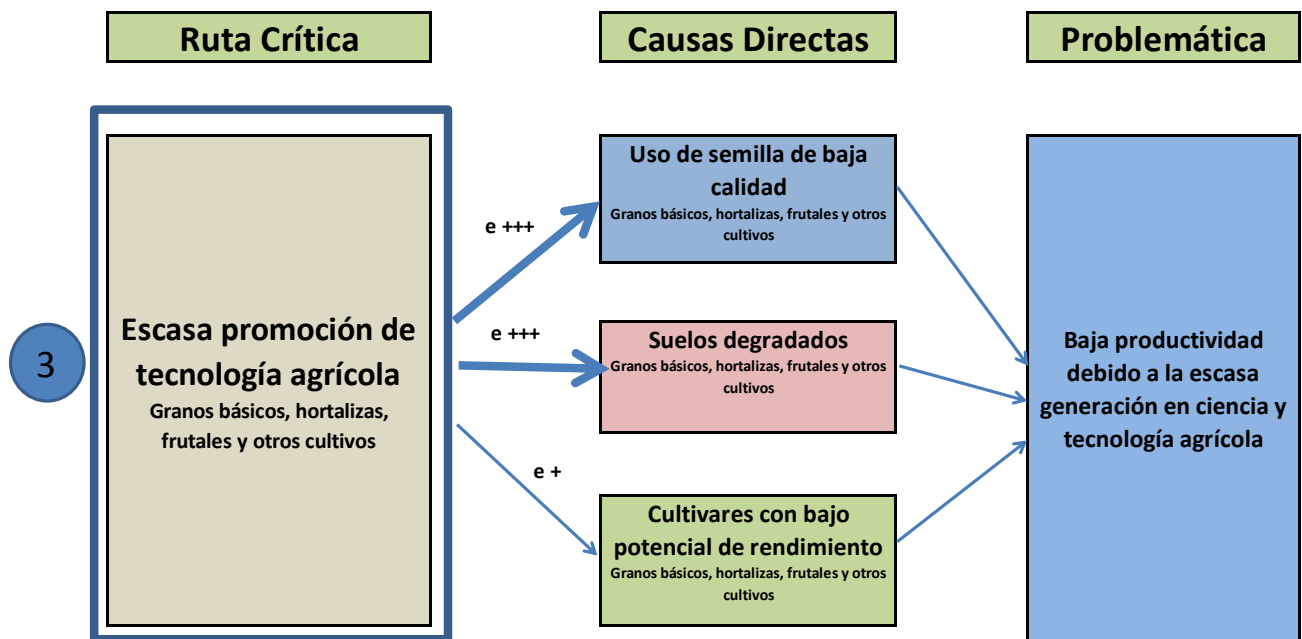 Ruta Crítica
Causas Directas
Problemática
3
Escasa promoción de
tecnología agrícola
Granos básicos, hortalizas,
frutales y otros cultivos
e +++
e +++
e +
Uso de semilla de baja
calidad
Granos básicos, hortalizas, frutales y otros
cultivos
Suelos degradados
Granos básicos, hortalizas, frutales y otros
cultivos
Cultivares con bajo
potencial de rendimiento
Granos básicos, hortalizas, frutales y otros
cultivos
Baja productividad
debido a la escasa
generación en ciencia y
tecnología agrícola